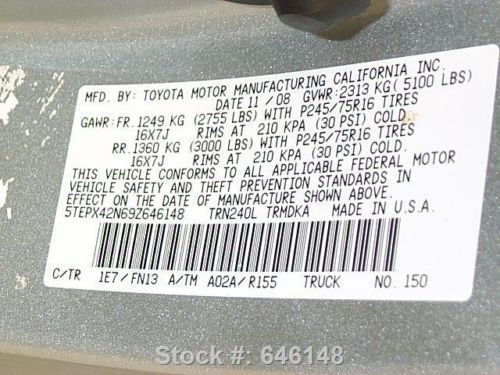 MFD. BY: TOYOTA MOTOR MANUFACTURING CALIFORNIA INC.
DATE 11 / 08 GVWR: 2313 KG ( 5100 LBS)
GAWR: FR. 1249 KG (2755 LBS) WITH P245/75R16 TIRES
16X7J RIMS AT 210 KPA (30 PSI) COLD.
RR. 1360 KG (3000 LBS) WITH P245/75R16 TIRES
16X7J RIMS AT 210 KPA (30 PSI) COLD.
THIS VEHICLE CONFORMS TO ALL APPLICABLE FEDERAL MOTOR
VEHICLE SAFETY AND THEFT PREVENTION STANDARDS IN
EFFECT ON THE DATE OF MANUFACTURE SHOWN ABOVE.
5TEPX42N69Z646148 TRN240L TRMDKA MADE IN U.S.A.
C/TR 1E7 / FN13 A/TM A02A / R155 TRUCK NO. 150
Stock #: 646148